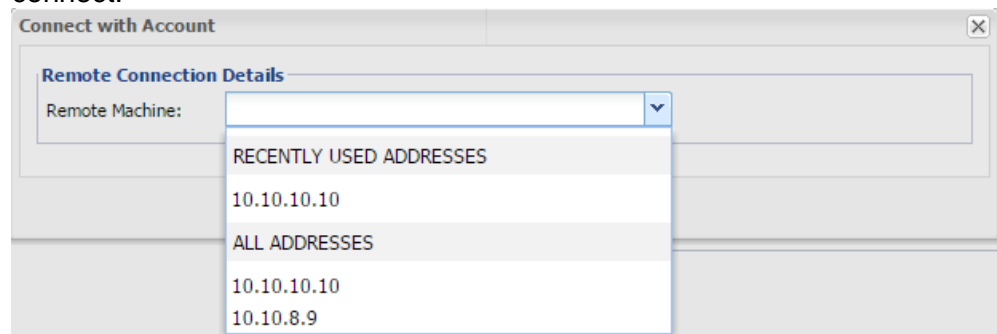 connect.
Connect with Account
Remote Connection Details
Remote Machine:
RECENTLY USED ADDRESSES
10.10.10.10
ALL ADDRESSES
10.10.10.10
10.10.8.9